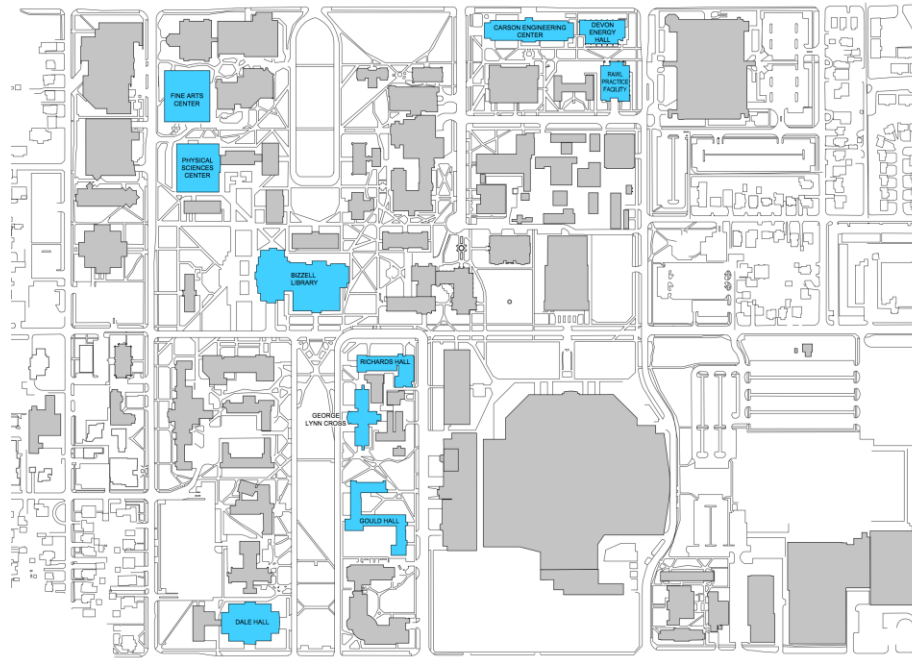 CARSON ENGINEERING
CENTER
DEVON
ENERGY
HALL
FINE ARTS
CENTER
RAWL
PRACTICE
FACILITY
PHYSICAL
SCIENCES
CENTER
BIZZELL
LIBRARY
RICHARDS HALL
GEORGE
LYNN CROSS
GOULD HALL
DALE HALL